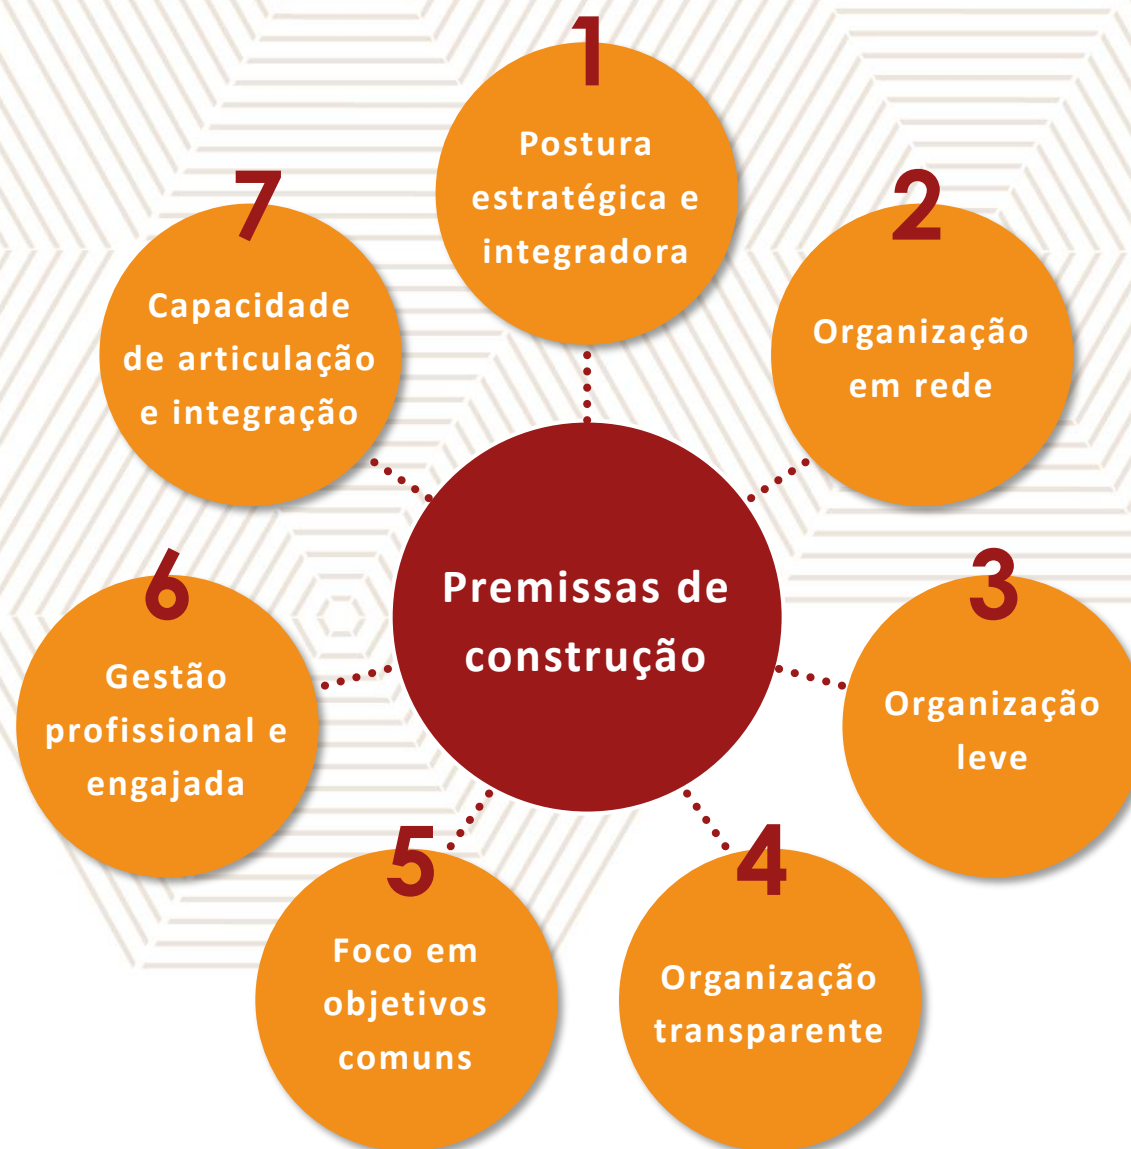 1
Postura
estratégica e
integradora
2
Organização
em rede
3
Organização
leve
4
Organização
transparente
5
Foco em
objetivos
comuns
6
Gestão
profissional e
engajada
7
Capacidade
de articulação
e integração
Premissas de
construção